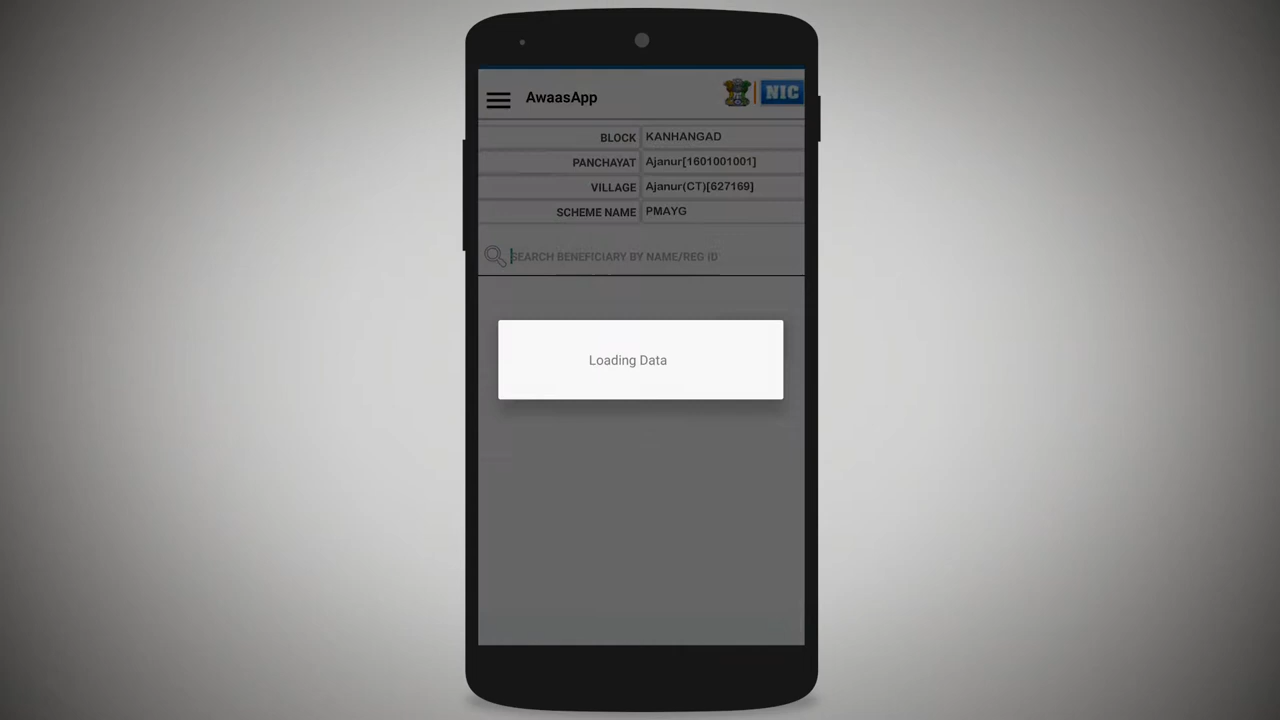 AwaasApp
NIC
BLOCK KANHANGAD
PANCHAYAT Ajanur[1601001001]
VILLAGE Ajanur(CT)[627169]
SCHEME NAME PMAYG
SEARCH BENEFICIARY BY NAME/REG ID
Loading Data